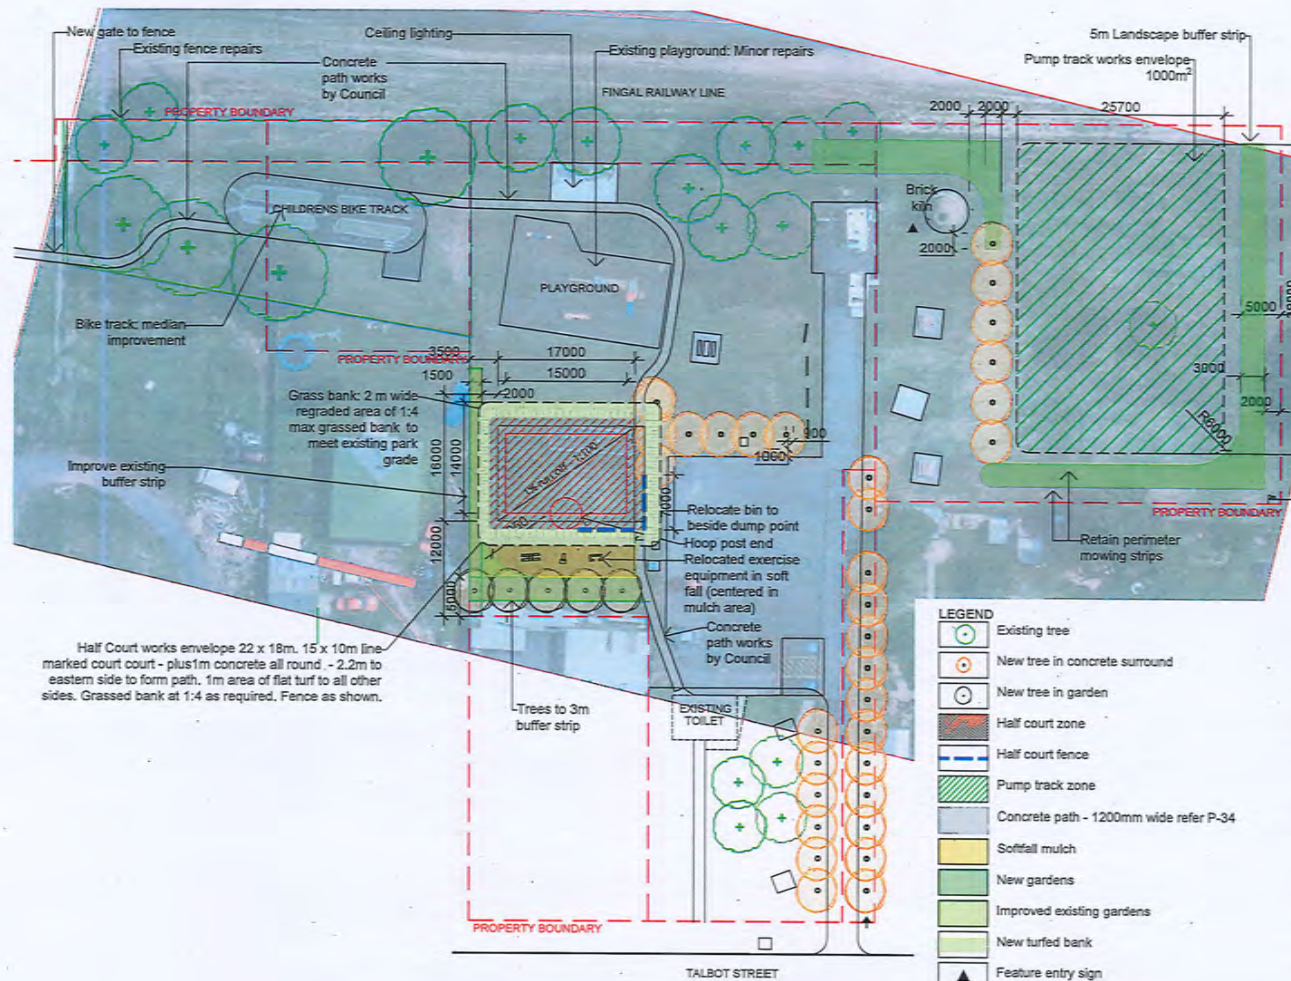 New gate to fence
Existing fence repairs
Concrete
path works
by Council
Ceiling lighting
Existing playground: Minor repairs
FINGAL RAILWAY LINE
5m Landscape buffer strip
Pump track works envelope
1000m²
2000
2000
25700
PROPERTY BOUNDARY
CHILDRENS BIKE TRACK
PLAYGROUND
Brick
kiln
2000
Bike track: median
improvement
PROPERTY BOUNDARY
3500
17000
1500
15000
2000
5000
3000
2000
R6000
Grass bank: 2 m wide
regraded area of 1:4
max grassed bank to
meet existing park
grade
16000
14000
900
1000
Improve existing
buffer strip
7000
12000
5000
Relocate bin to
beside dump point
Hoop post end
Relocated exercise
equipment in soft
fall (centered in
mulch area)
Concrete
path works
by Council
PROPERTY BOUNDARY
Retain perimeter
mowing strips
Half Court works envelope 22 x 18m. 15 x 10m line
marked court court - plus1m concrete all round - 2.2m to
eastern side to form path. 1m area of flat turf to all other
sides. Grassed bank at 1:4 as required. Fence as shown.
Trees to 3m
buffer strip
EXISTING
TOILET
PROPERTY BOUNDARY
TALBOT STREET
LEGEND
Existing tree
New tree in concrete surround
New tree in garden
Half court zone
Half court fence
Pump track zone
Concrete path - 1200mm wide refer P-34
Softfall mulch
New gardens
Improved existing gardens
New turfed bank
Feature entry sign